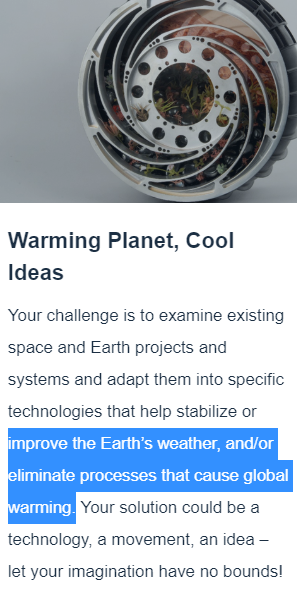 Warming Planet, Cool
Ideas
Your challenge is to examine existing
space and Earth projects and
systems and adapt them into specific
technologies that help stabilize or
improve the Earth’s weather, and/or
eliminate processes that cause global
warming. Your solution could be a
technology, a movement, an idea –
let your imagination have no bounds!